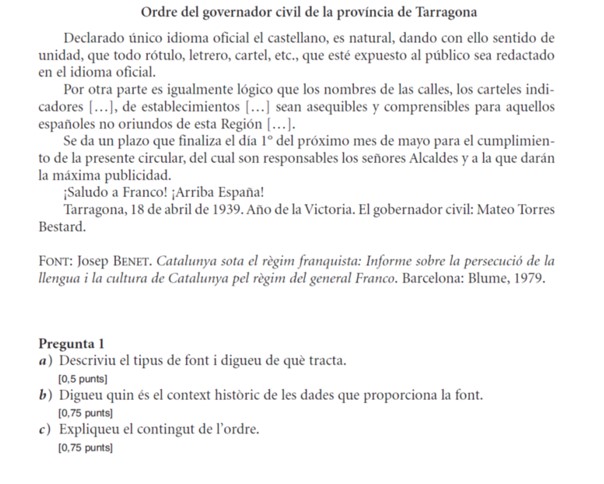 Ordre del governador civil de la província de Tarragona
Declarado único idioma oficial el castellano, es natural, dando con ello sentido de
unidad, que todo rótulo, letrero, cartel, etc., que esté expuesto al público sea redactado
en el idioma oficial.
Por otra parte es igualmente lógico que los nombres de las calles, los carteles indi-
cadores […], de establecimientos […] sean asequibles y comprensibles para aquellos
españoles no oriundos de esta Región […].
Se da un plazo que finaliza el día 1º del próximo mes de mayo para el cumplimien-
to de la presente circular, del cual son responsables los señores Alcaldes y a la que darán
la máxima publicidad.
¡Saludo a Franco! ¡Arriba España!
Tarragona, 18 de abril de 1939. Año de la Victoria. El gobernador civil: Mateo Torres
Bestard.
FONT: Josep BENET. Catalunya sota el règim franquista: Informe sobre la persecució de la
llengua i la cultura de Catalunya pel règim del general Franco. Barcelona: Blume, 1979.
Pregunta 1
a) Descriviu el tipus de font i digueu de què tracta.
[0,5 punts]
b) Digueu quin és el context històric de les dades que proporciona la font.
[0,75 punts]
c) Expliqueu el contingut de l'ordre.
[0,75 punts]